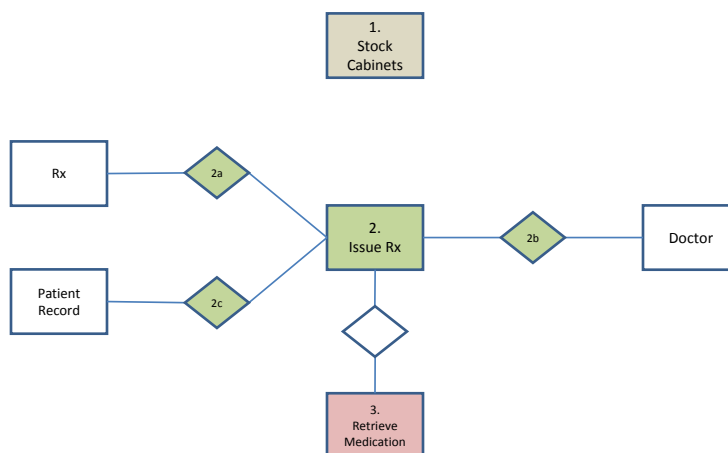 1.
Stock
Cabinets
Rx
2a
2.
Issue Rx
2b
Doctor
Patient
Record
2c
3.
Retrieve
Medication